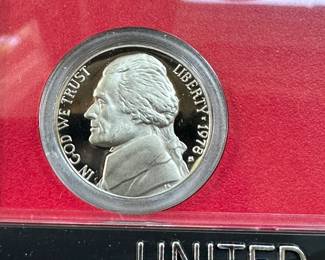 IN GOD WE TRUST
LIBERTY * 1978
S
UNITED